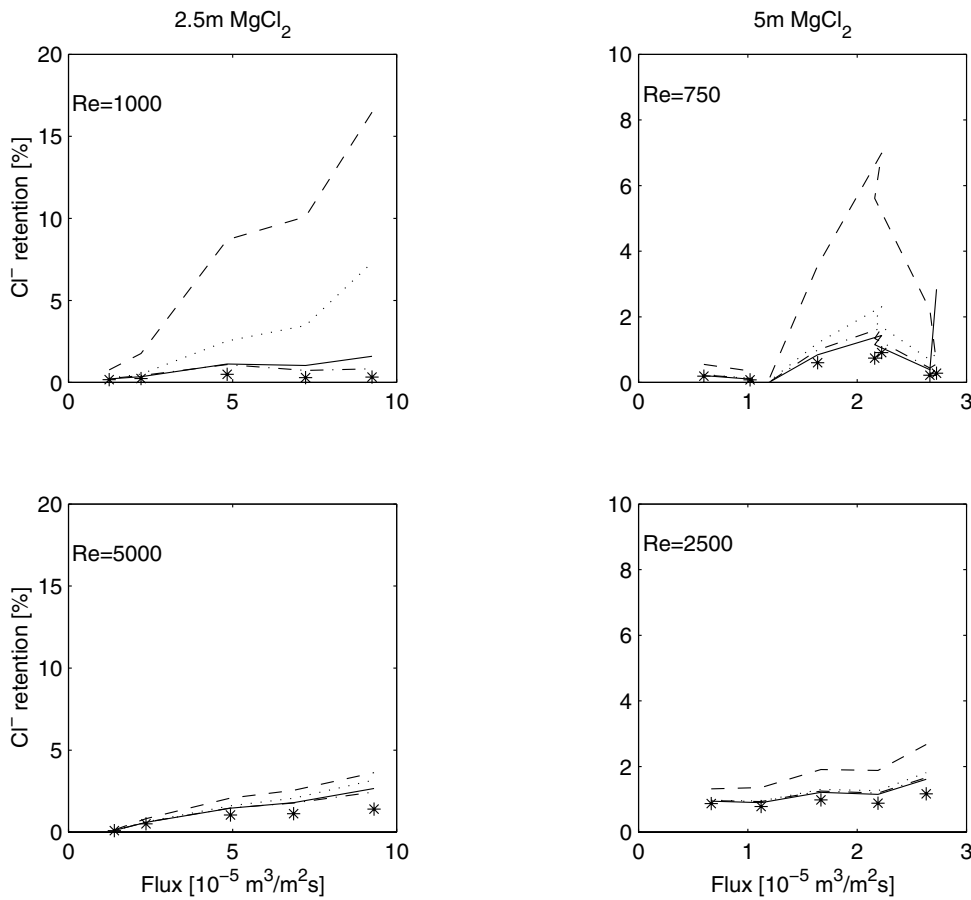 2.5m MgCl₂
5m MgCl₂
Cl⁻ retention [%]
20
15
10
5
0
Re=1000
0 5 10
10
8
6
4
2
0
Re=750
0 1 2 3
Cl⁻ retention [%]
20
15
10
5
0
Re=5000
0 5 10
Flux [10⁻⁵ m³/m²s]
10
8
6
4
2
0
Re=2500
0 1 2 3
Flux [10⁻⁵ m³/m²s]